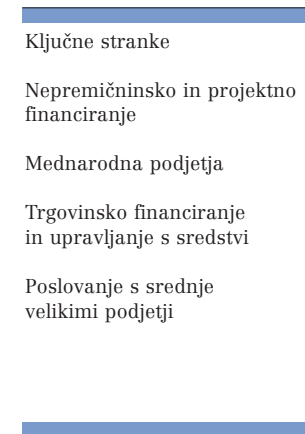 Ključne stranke
Nepremičninsko in projektno
financiranje
Mednarodna podjetja
Trgovinsko financiranje
in upravljanje s sredstvi
Poslovanje s srednje
velikimi podjetji